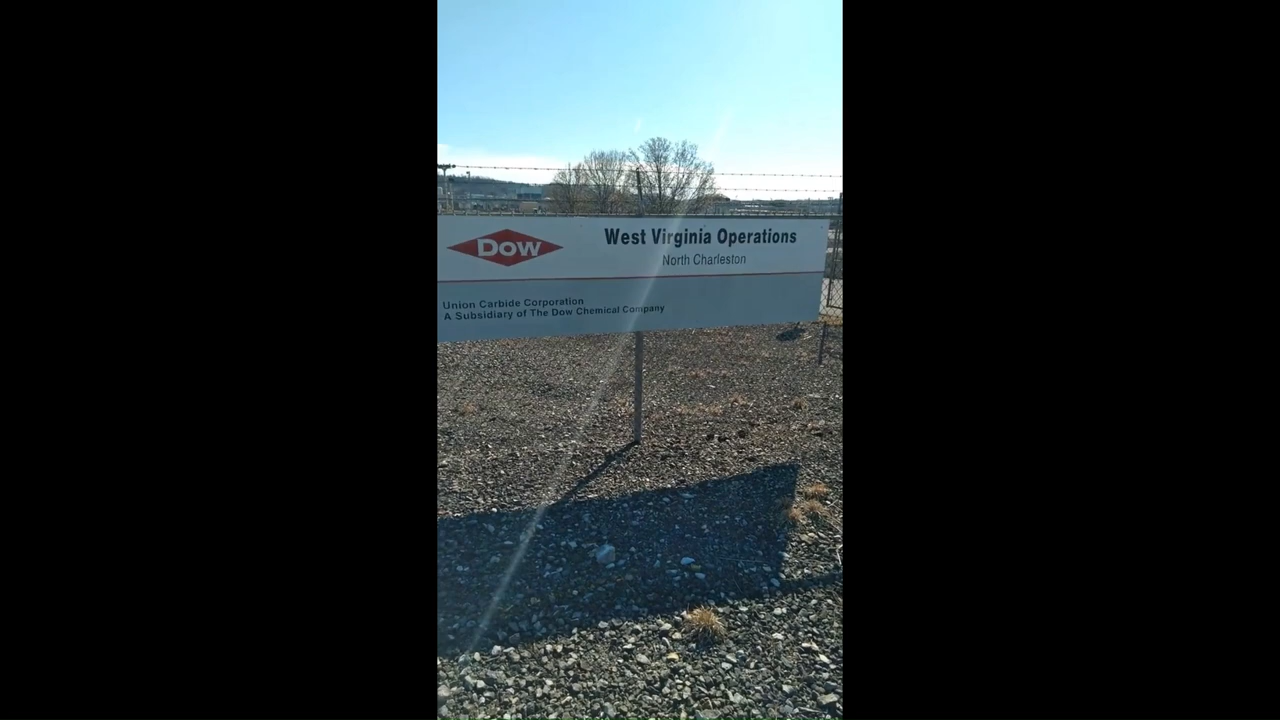 DOW
West Virginia Operations
North Charleston
Union Carbide Corporation
A Subsidiary of The Dow Chemical Company